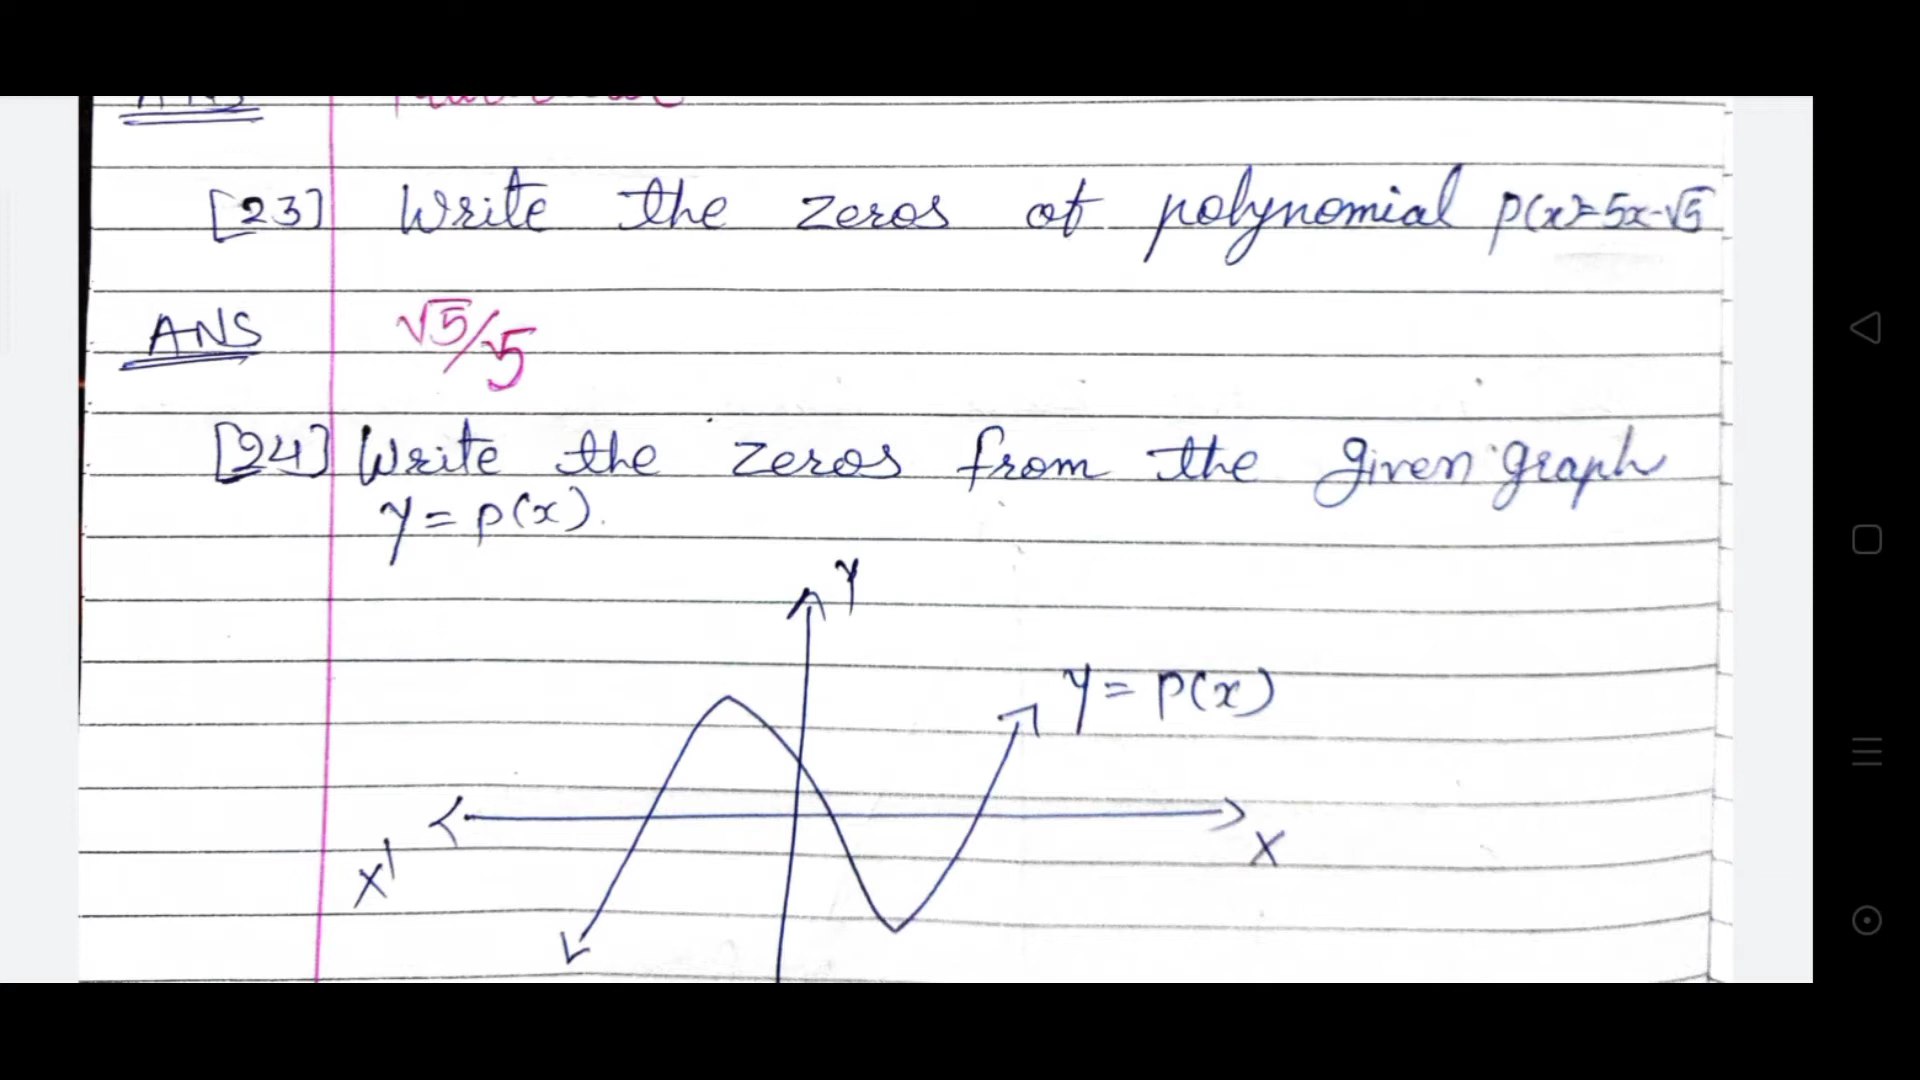 [23] Write the zeros of polynomial p(x)=5x-√5
ANS √5/5
[24] Write the zeros from the given graph
y = p(x).
Y
y = p(x)
X' X